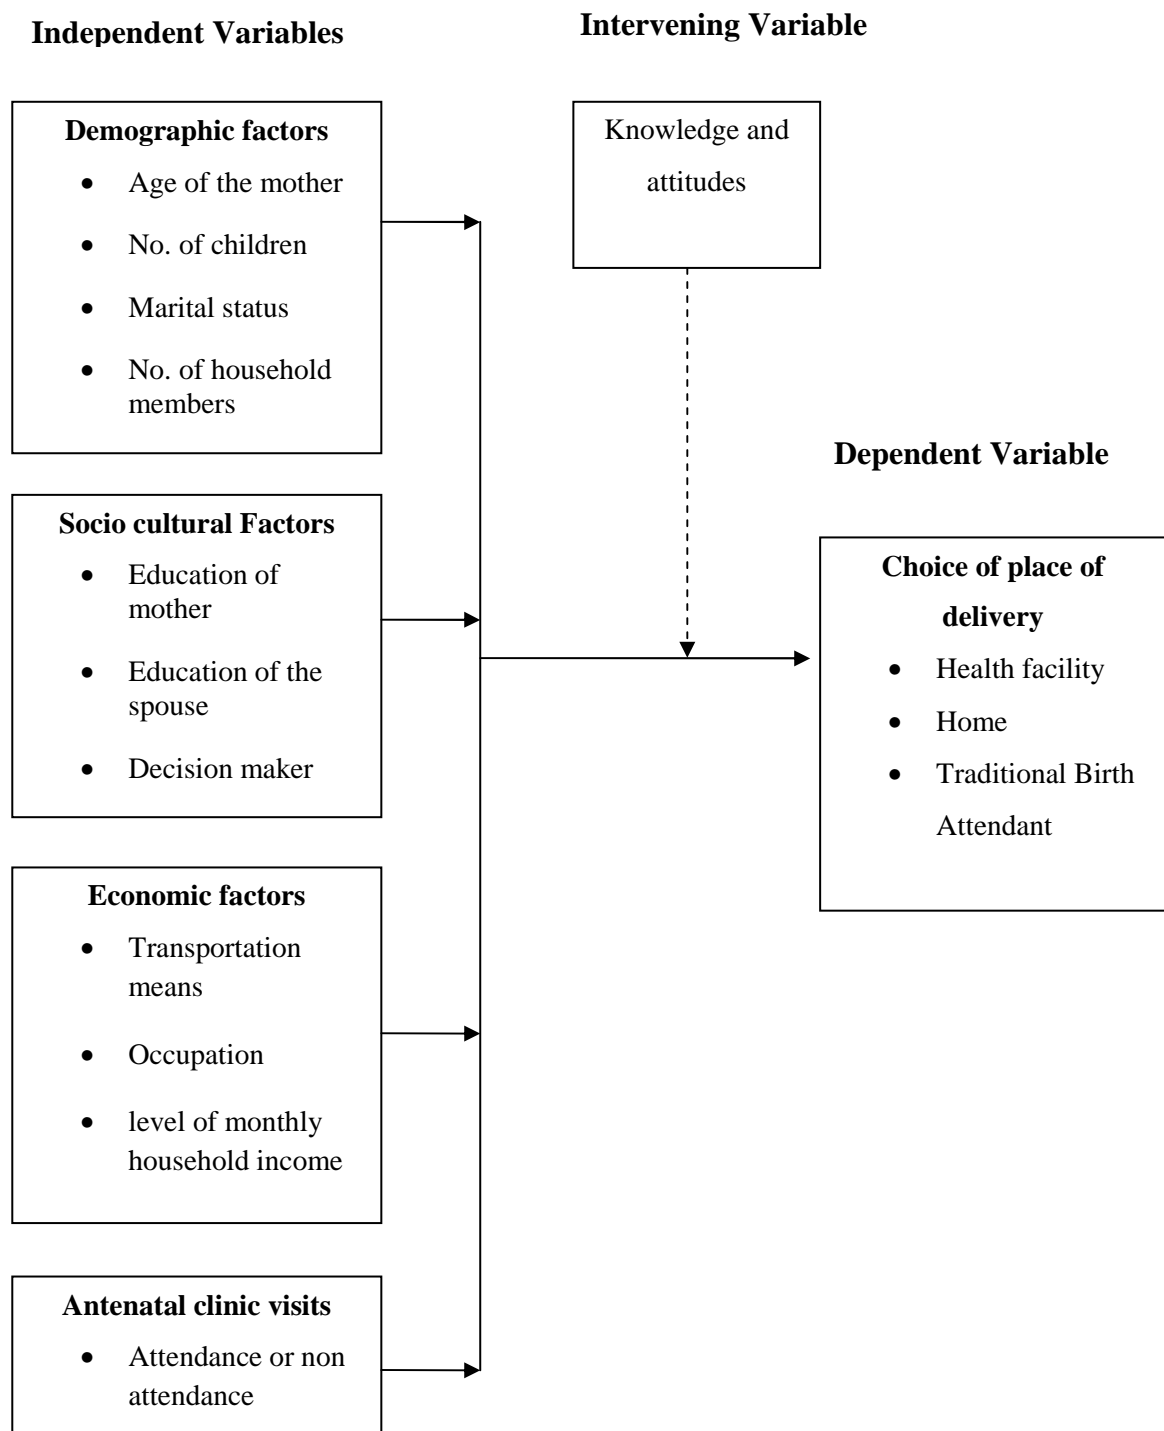 Independent Variables
Intervening Variable
Demographic factors
• Age of the mother
• No. of children
• Marital status
• No. of household
members
Knowledge and
attitudes
Socio cultural Factors
• Education of
mother
• Education of the
spouse
• Decision maker
Dependent Variable
Choice of place of
delivery
• Health facility
• Home
• Traditional Birth
Attendant
Economic factors
• Transportation
means
• Occupation
• level of monthly
household income
Antenatal clinic visits
• Attendance or non
attendance